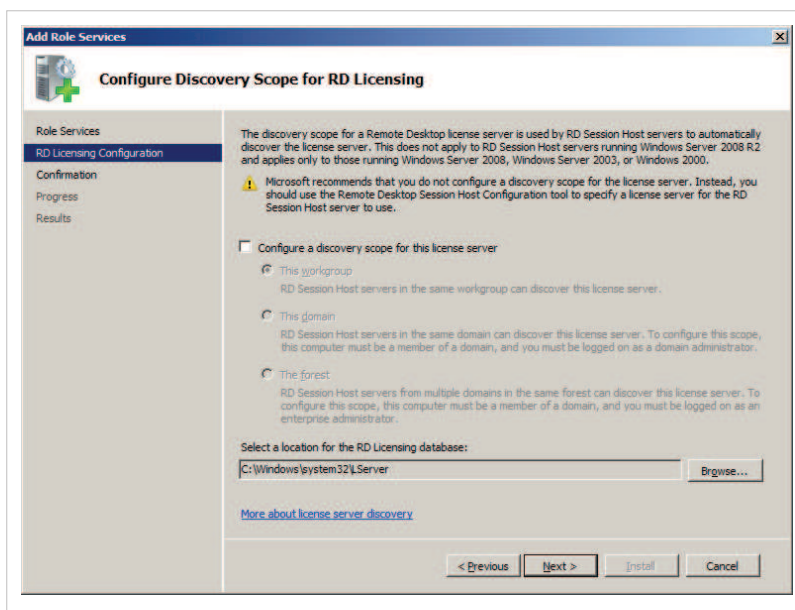 Add Role Services
Configure Discovery Scope for RD Licensing
Role Services
RD Licensing Configuration
Confirmation
Progress
Results
The discovery scope for a Remote Desktop license server is used by RD Session Host servers to automatically
discover the license server. This does not apply to RD Session Host servers running Windows Server 2008 R2
and applies only to those running Windows Server 2008, Windows Server 2003, or Windows 2000.
Microsoft recommends that you do not configure a discovery scope for the license server. Instead, you
should use the Remote Desktop Session Host Configuration tool to specify a license server for the RD
Session Host server to use.
Configure a discovery scope for this license server
This workgroup
RD Session Host servers in the same workgroup can discover this license server.
This domain
RD Session Host servers in the same domain can discover this license server. To configure this scope,
this computer must be a member of a domain, and you must be logged on as a domain administrator.
The forest
RD Session Host servers from multiple domains in the same forest can discover this license server. To
configure this scope, this computer must be a member of a domain, and you must be logged on as an
enterprise administrator.
Select a location for the RD Licensing database:
C:\Windows\system32\LServer
Browse...
More about license server discovery
< Previous
Next >
Install
Cancel